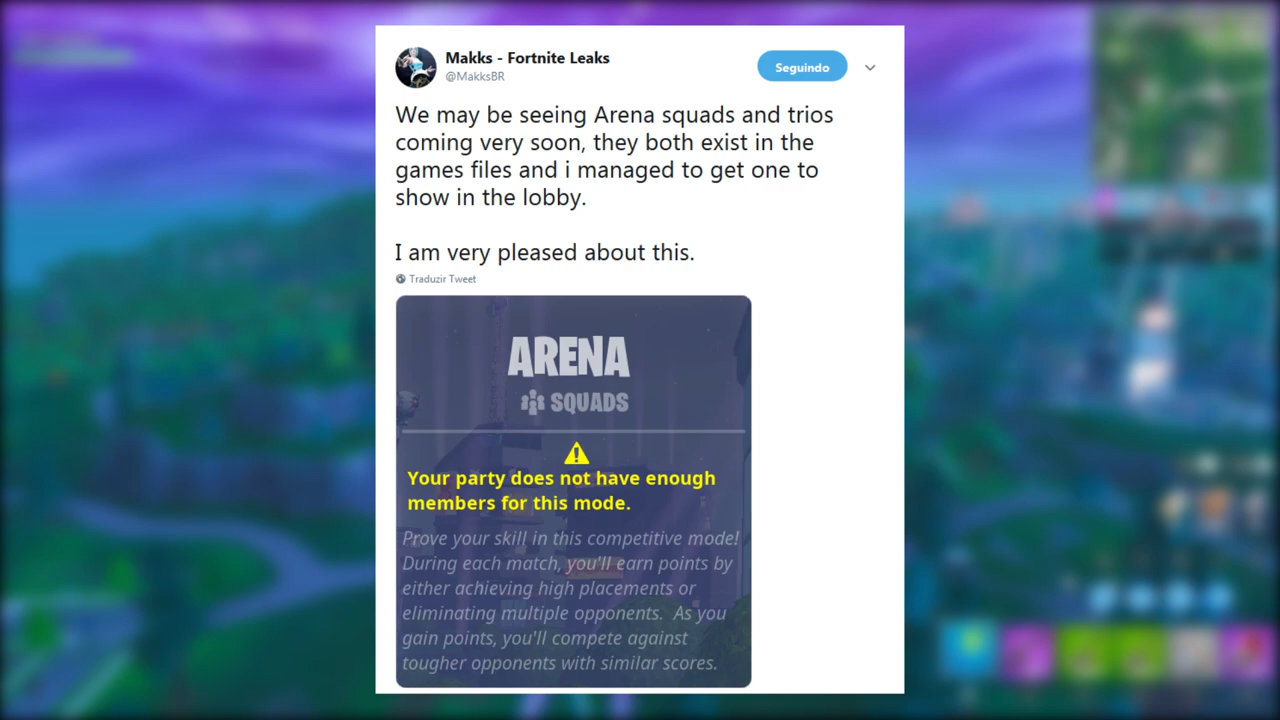 Makks - Fortnite Leaks
@MakksBR
Seguindo
We may be seeing Arena squads and trios
coming very soon, they both exist in the
games files and i managed to get one to
show in the lobby.
I am very pleased about this.
Traduzir Tweet
ARENA
SQUADS
Your party does not have enough
members for this mode.
Prove your skill in this competitive mode!
During each match, you'll earn points by
either achieving high placements or
eliminating multiple opponents. As you
gain points, you'll compete against
tougher opponents with similar scores.